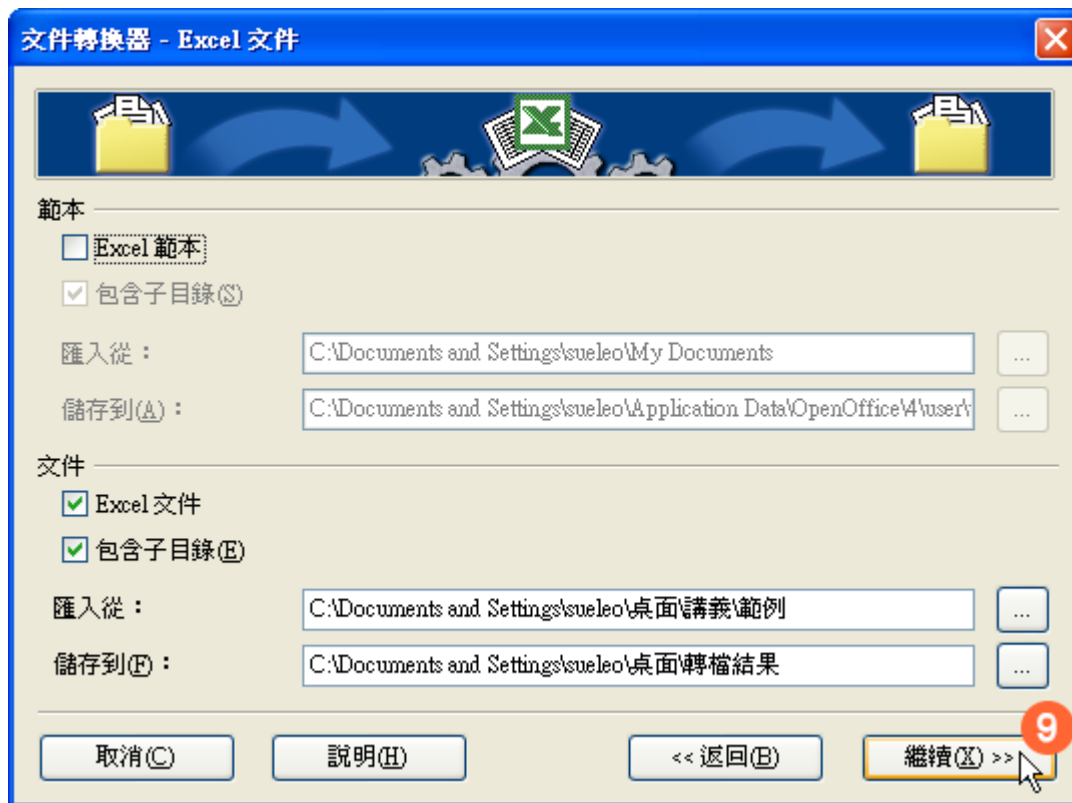 文件轉換器 - Excel 文件
範本
Excel 範本
包含子目錄(S)
匯入從：
C:\Documents and Settings\sueleo\My Documents
...
儲存到(A)：
C:\Documents and Settings\sueleo\Application Data\OpenOffice\4\user\
...
文件
Excel 文件
包含子目錄(E)
匯入從：
C:\Documents and Settings\sueleo\桌面\講義\範例
...
儲存到(F)：
C:\Documents and Settings\sueleo\桌面\轉檔結果
...
9
取消(C)
說明(H)
<< 返回(B)
繼續(X) >>